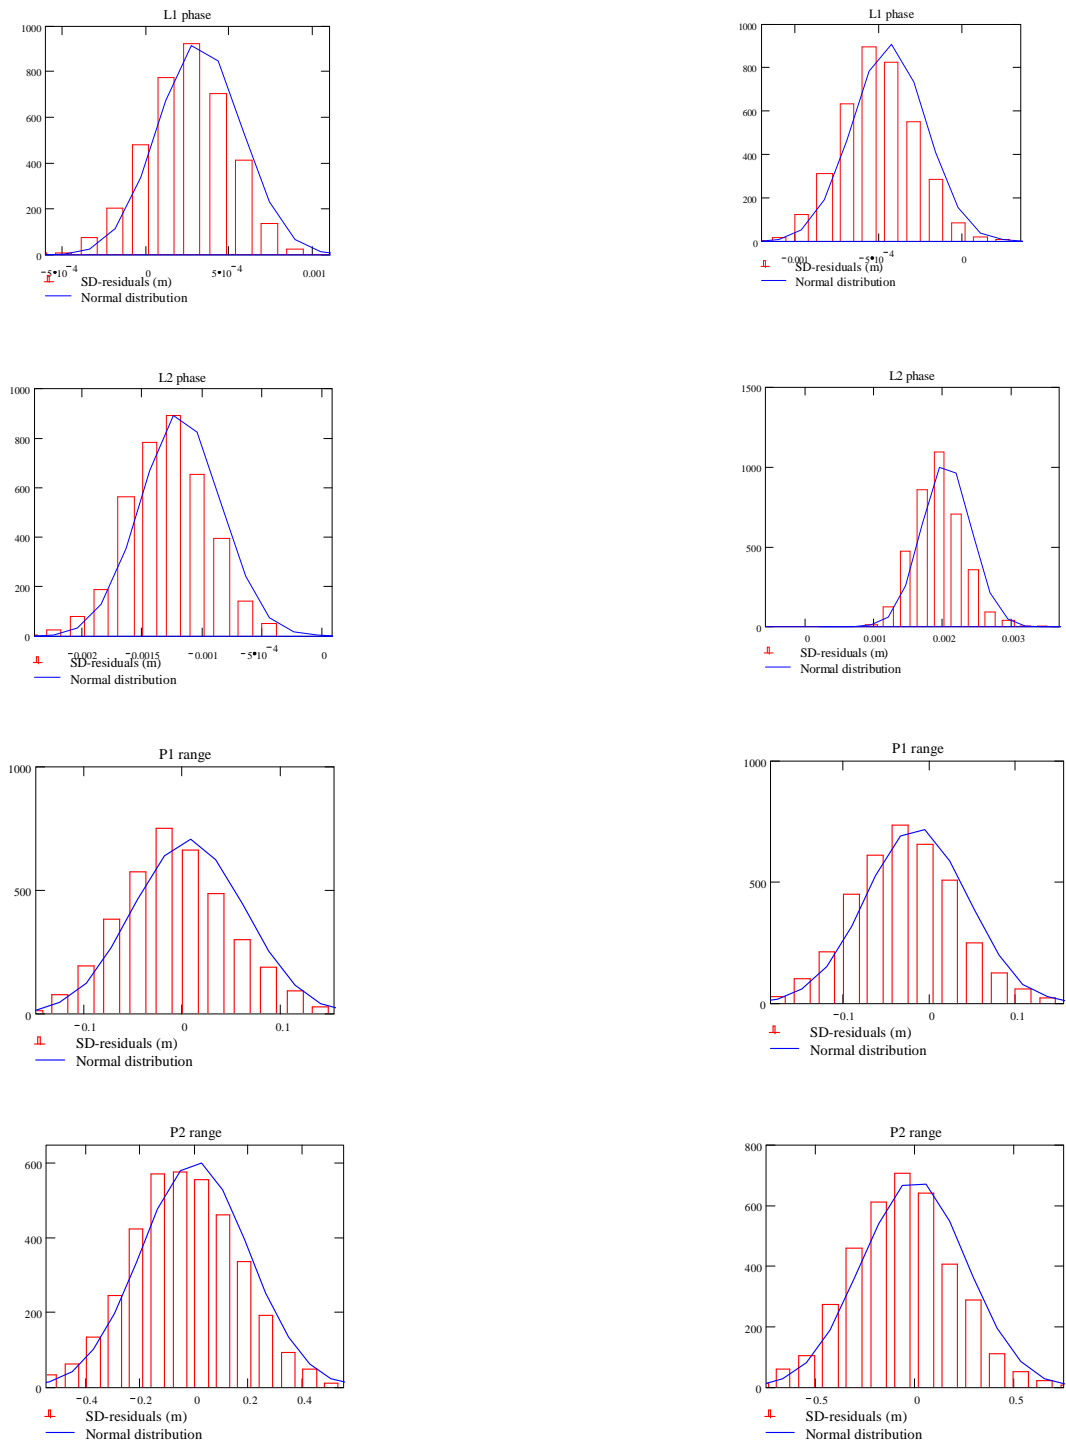 L1 phase
1000
800
600
400
200
0
−5•10⁻⁴ 0 5•10⁻⁴ 0.001
SD-residuals (m)
Normal distribution
L1 phase
1000
800
600
400
200
0
−0.001 −5•10⁻⁴ 0
SD-residuals (m)
Normal distribution
L2 phase
1000
800
600
400
200
0
−0.002 −0.0015 −0.001 −5•10⁻⁴ 0
SD-residuals (m)
Normal distribution
L2 phase
1500
1000
500
0
0 0.001 0.002 0.003
SD-residuals (m)
Normal distribution
P1 range
1000
500
0
−0.1 0 0.1
SD-residuals (m)
Normal distribution
P1 range
1000
500
0
−0.1 0 0.1
SD-residuals (m)
Normal distribution
P2 range
600
400
200
0
−0.4 −0.2 0 0.2 0.4
SD-residuals (m)
Normal distribution
P2 range
800
600
400
200
0
−0.5 0 0.5
SD-residuals (m)
Normal distribution